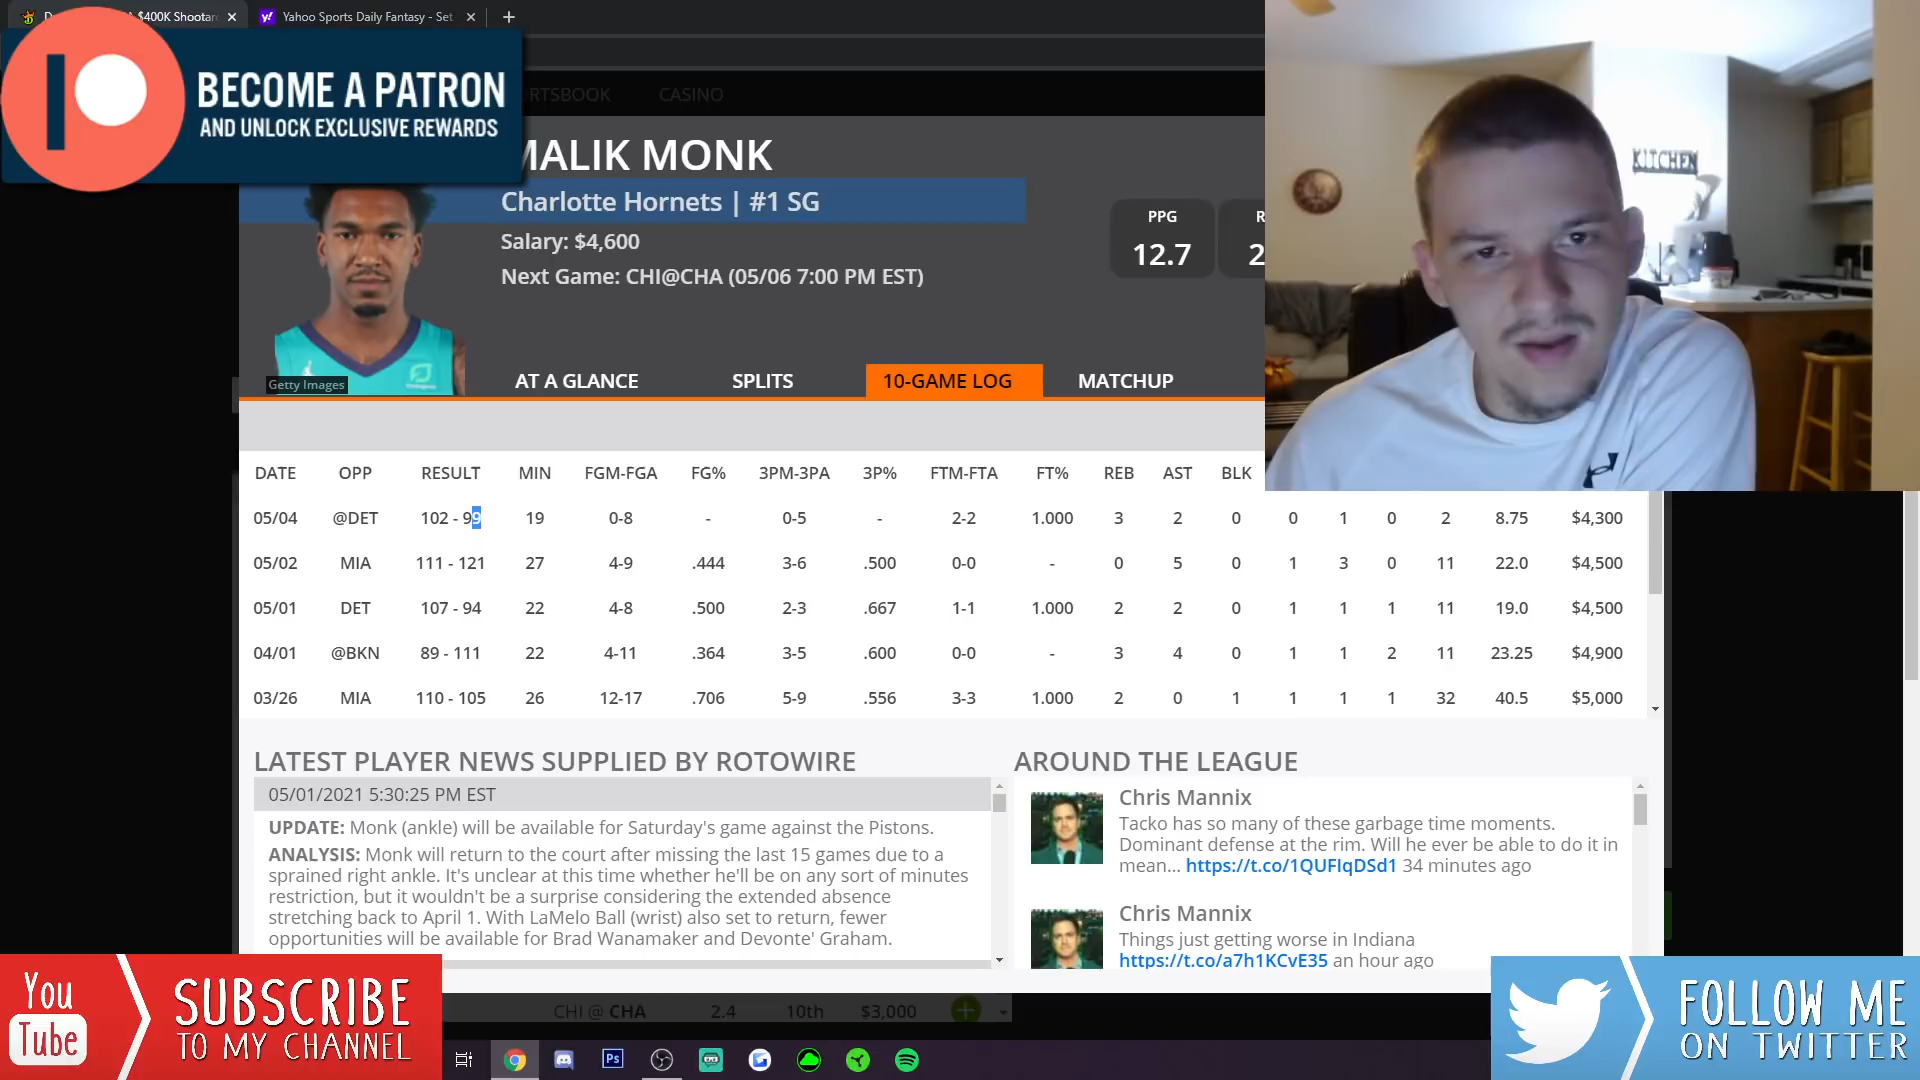 $400K Shootar
Yahoo Sports Daily Fantasy - Set
BECOME A PATRON
AND UNLOCK EXCLUSIVE REWARDS
RTSBOOK CASINO
MALIK MONK
Charlotte Hornets | #1 SG
Salary: $4,600
Next Game: CHI@CHA (05/06 7:00 PM EST)
PPG
12.7
R
2
KITCHEN
Getty Images
AT A GLANCE SPLITS 10-GAME LOG MATCHUP
DATE OPP RESULT MIN FGM-FGA FG% 3PM-3PA 3P% FTM-FTA FT% REB AST BLK
05/04 @DET 102 - 99 19 0-8 - 0-5 - 2-2 1.000 3 2 0 0 1 0 2 8.75 $4,300
05/02 MIA 111 - 121 27 4-9 .444 3-6 .500 0-0 - 0 5 0 1 3 0 11 22.0 $4,500
05/01 DET 107 - 94 22 4-8 .500 2-3 .667 1-1 1.000 2 2 0 1 1 1 11 19.0 $4,500
04/01 @BKN 89 - 111 22 4-11 .364 3-5 .600 0-0 - 3 4 0 1 1 2 11 23.25 $4,900
03/26 MIA 110 - 105 26 12-17 .706 5-9 .556 3-3 1.000 2 0 1 1 1 1 32 40.5 $5,000
LATEST PLAYER NEWS SUPPLIED BY ROTOWIRE
05/01/2021 5:30:25 PM EST
UPDATE: Monk (ankle) will be available for Saturday's game against the Pistons.
ANALYSIS: Monk will return to the court after missing the last 15 games due to a
sprained right ankle. It's unclear at this time whether he'll be on any sort of minutes
restriction, but it wouldn't be a surprise considering the extended absence
stretching back to April 1. With LaMelo Ball (wrist) also set to return, fewer
opportunities will be available for Brad Wanamaker and Devonte' Graham.
AROUND THE LEAGUE
Chris Mannix
Tacko has so many of these garbage time moments.
Dominant defense at the rim. Will he ever be able to do it in
mean... https://t.co/1QUFIqDSd1 34 minutes ago
Chris Mannix
Things just getting worse in Indiana
https://t.co/a7h1KCvE35 an hour ago
CHI @ CHA 2.4 10th $3,000
You
Tube
SUBSCRIBE
TO MY CHANNEL
Ps
FOLLOW ME
ON TWITTER